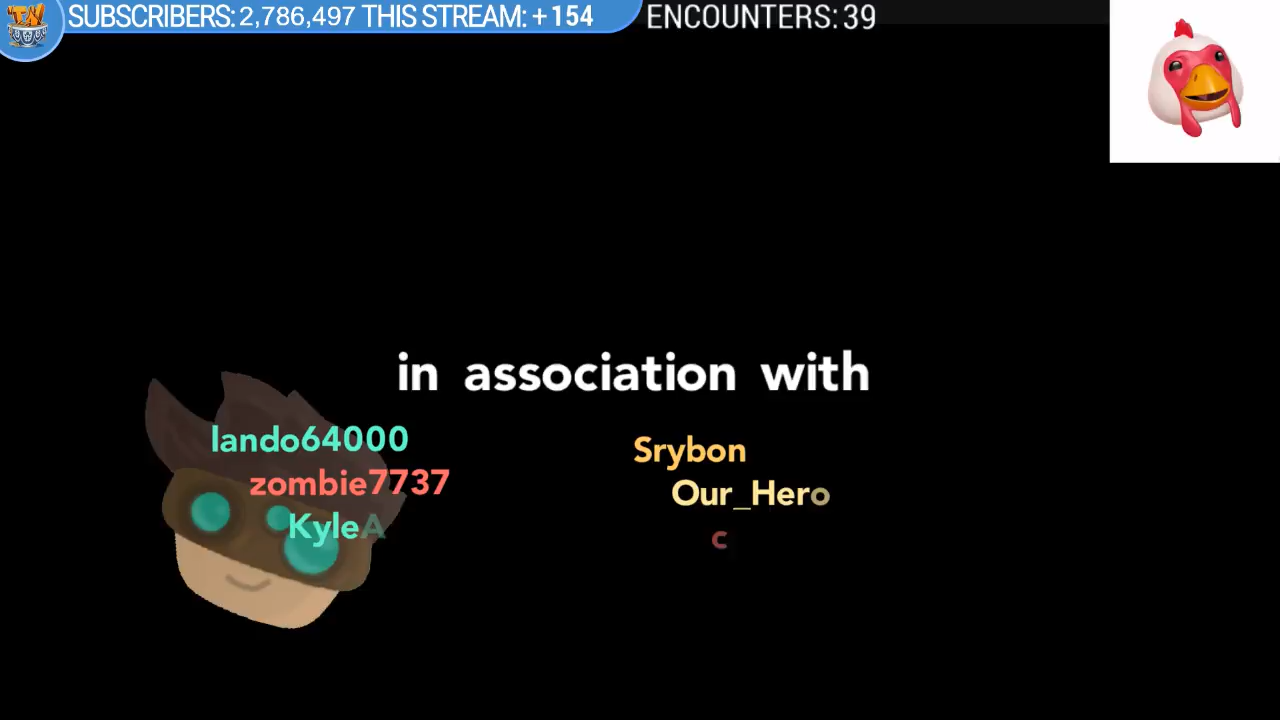 SUBSCRIBERS: 2,786,497 THIS STREAM: +154
ENCOUNTERS: 39
in association with
lando64000
zombie7737
KyleA
Srybon
Our_Hero
c